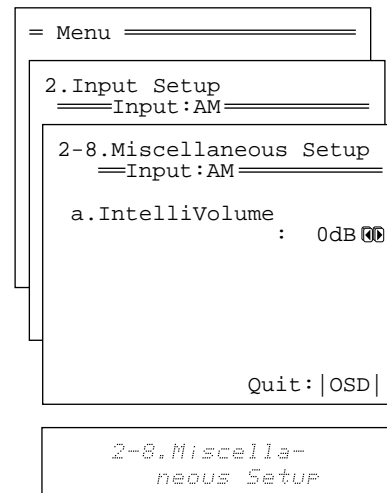 = Menu
2.Input Setup
Input:AM
2-8.Miscellaneous Setup
Input:AM
a.IntelliVolume
: 0dB
Quit:|OSD|
2-8.Miscella-
neous Setup